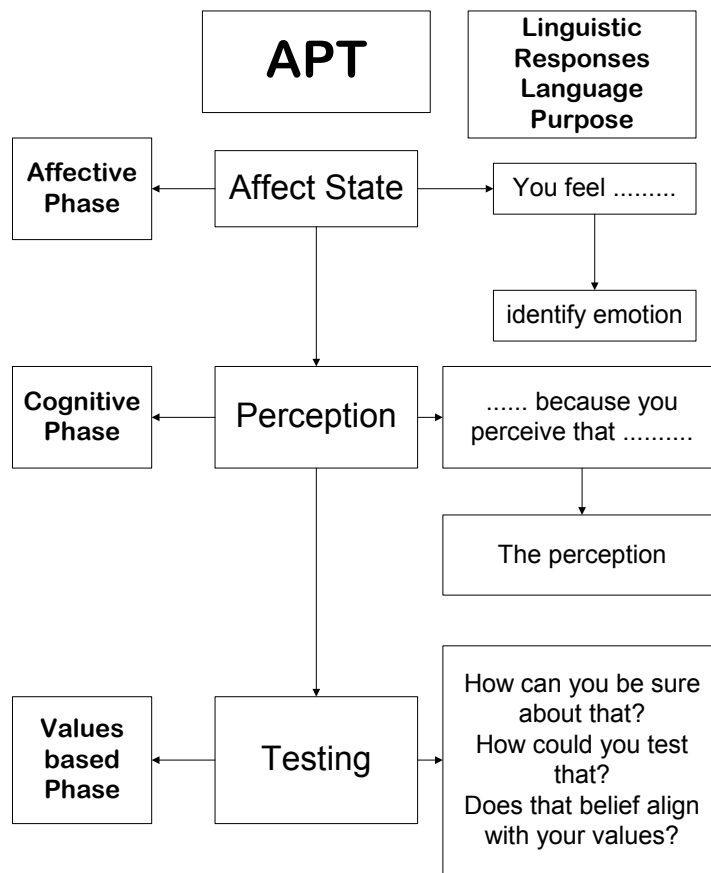 APT
Linguistic
Responses
Language
Purpose
Affective
Phase
Affect State
You feel .........
identify emotion
Cognitive
Phase
Perception
...... because you
perceive that ..........
The perception
Values
based
Phase
Testing
How can you be sure
about that?
How could you test
that?
Does that belief align
with your values?